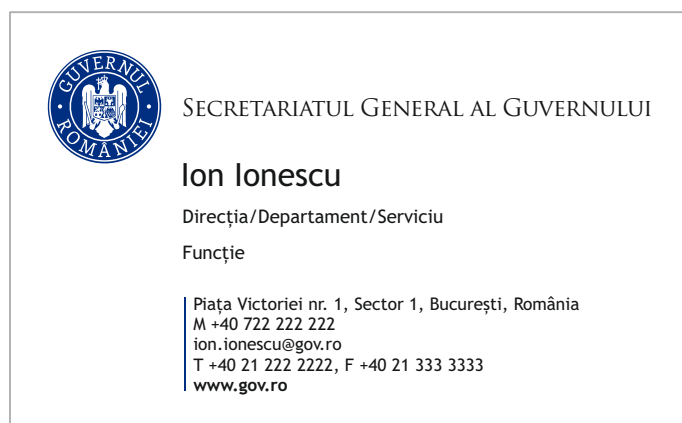 GUVERNUL ROMÂNIEI
Secretariatul General al Guvernului
Ion Ionescu
Direcția/Departament/Serviciu
Funcție
Piața Victoriei nr. 1, Sector 1, București, România
M +40 722 222 222
ion.ionescu@gov.ro
T +40 21 222 2222, F +40 21 333 3333
www.gov.ro